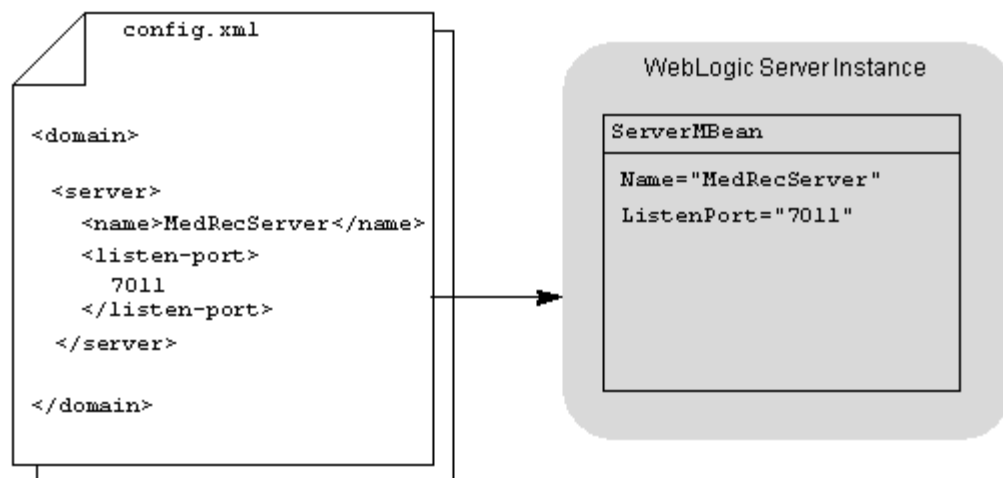 config.xml
<domain>
<server>
<name>MedRecServer</name>
<listen-port>
7011
</listen-port>
</server>
</domain>
WebLogic Server Instance
ServerMBean
Name="MedRecServer"
ListenPort="7011"